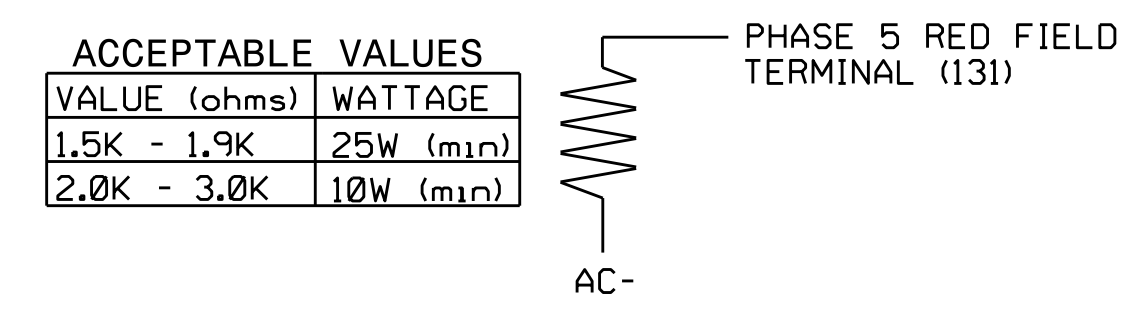 ACCEPTABLE VALUES
VALUE (ohms) WATTAGE
1.5K - 1.9K 25W (min)
2.0K - 3.0K 10W (min)
PHASE 5 RED FIELD
TERMINAL (131)
AC-